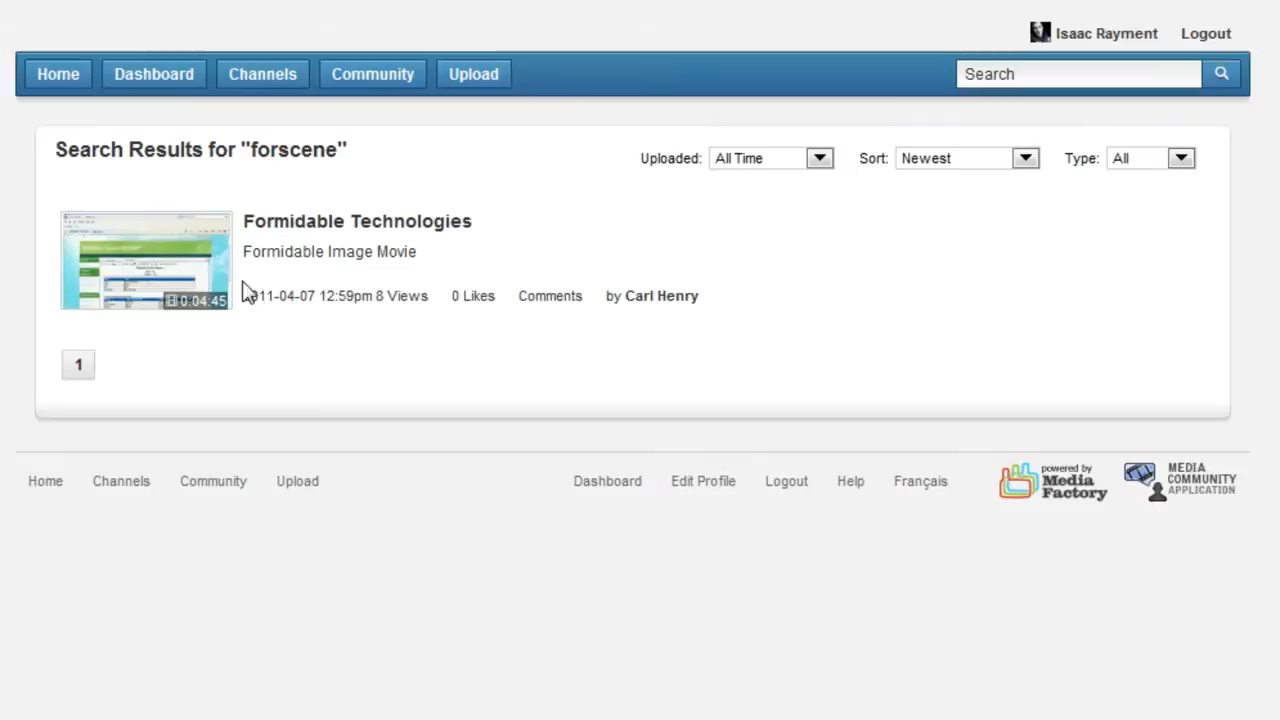 Isaac Rayment Logout
Home Dashboard Channels Community Upload Search
Search Results for "forscene"
Uploaded: All Time Sort: Newest Type: All
Formidable Technologies
Formidable Image Movie
0:04:45
11-04-07 12:59pm 8 Views 0 Likes Comments by Carl Henry
1
Home Channels Community Upload Dashboard Edit Profile Logout Help Français
powered by
Media
Factory
MEDIA
COMMUNITY
APPLICATION